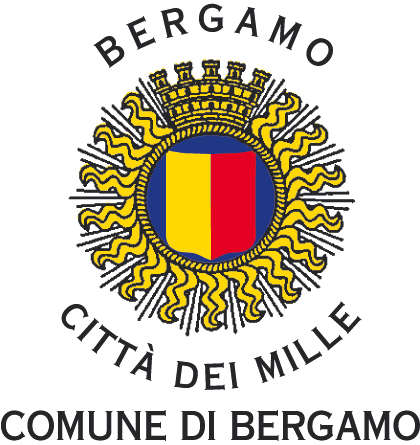 BERGAMO
CITTÀ DEI MILLE
COMUNE DI BERGAMO